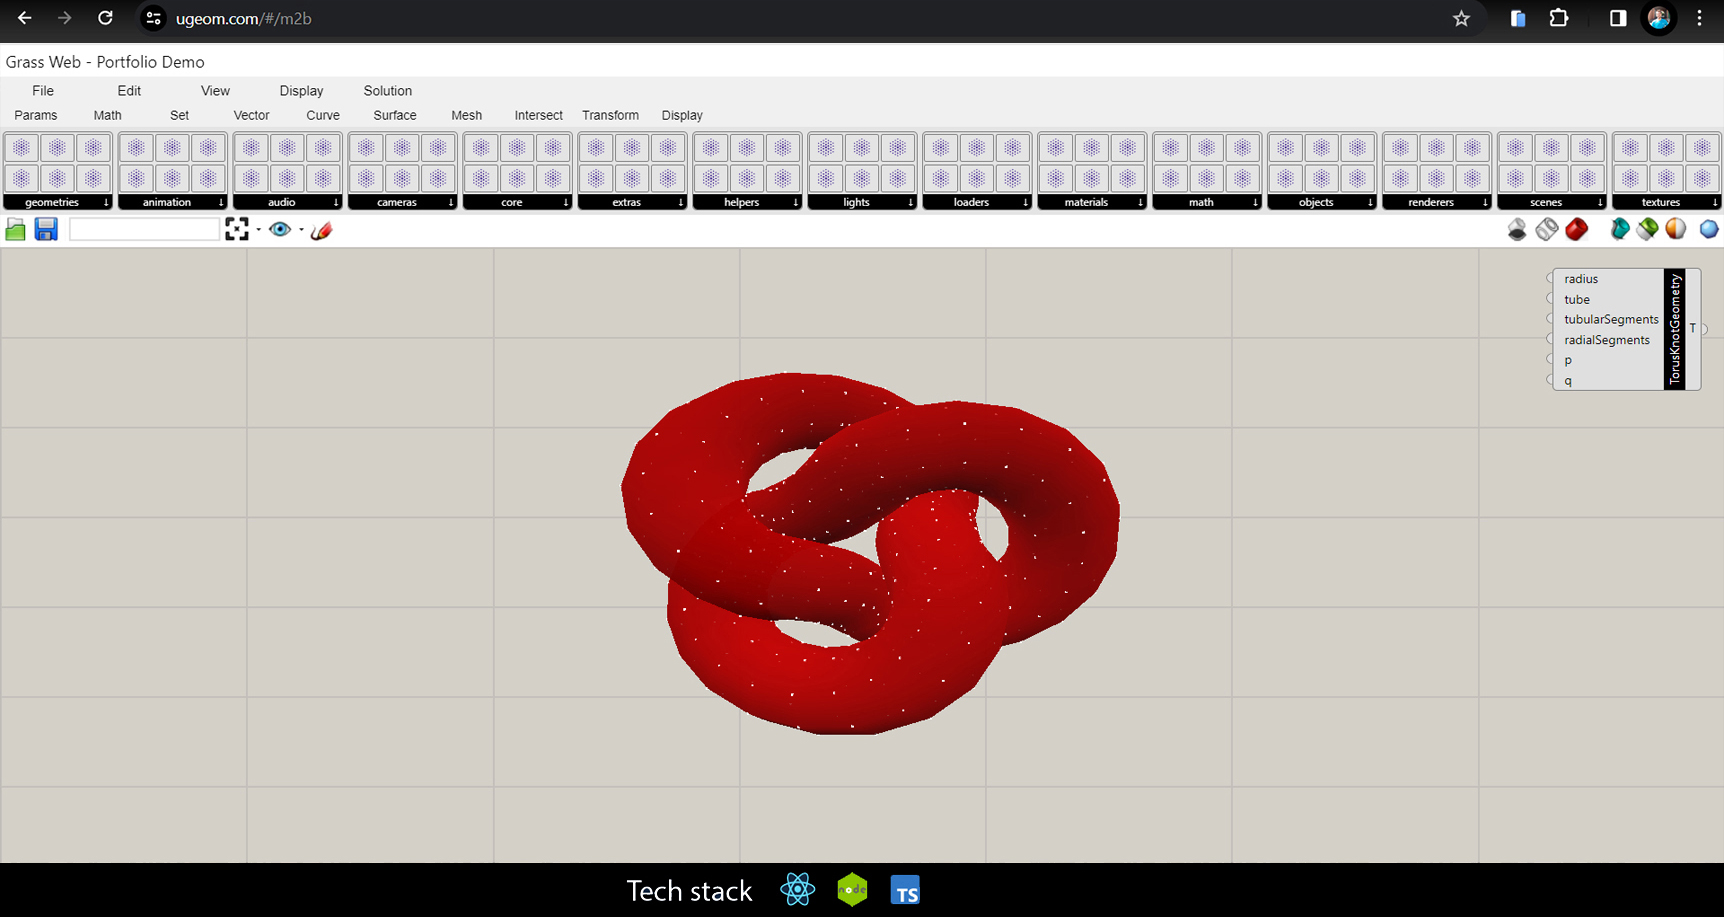 ugeom.com/#/m2b
Grass Web - Portfolio Demo
File Edit View Display Solution
Params Math Set Vector Curve Surface Mesh Intersect Transform Display
geometries animation audio cameras core extras helpers lights loaders materials math objects renderers scenes textures
radius
tube
tubularSegments
radialSegments
p
q
TorusKnotGeometry
T
Tech stack
node
TS